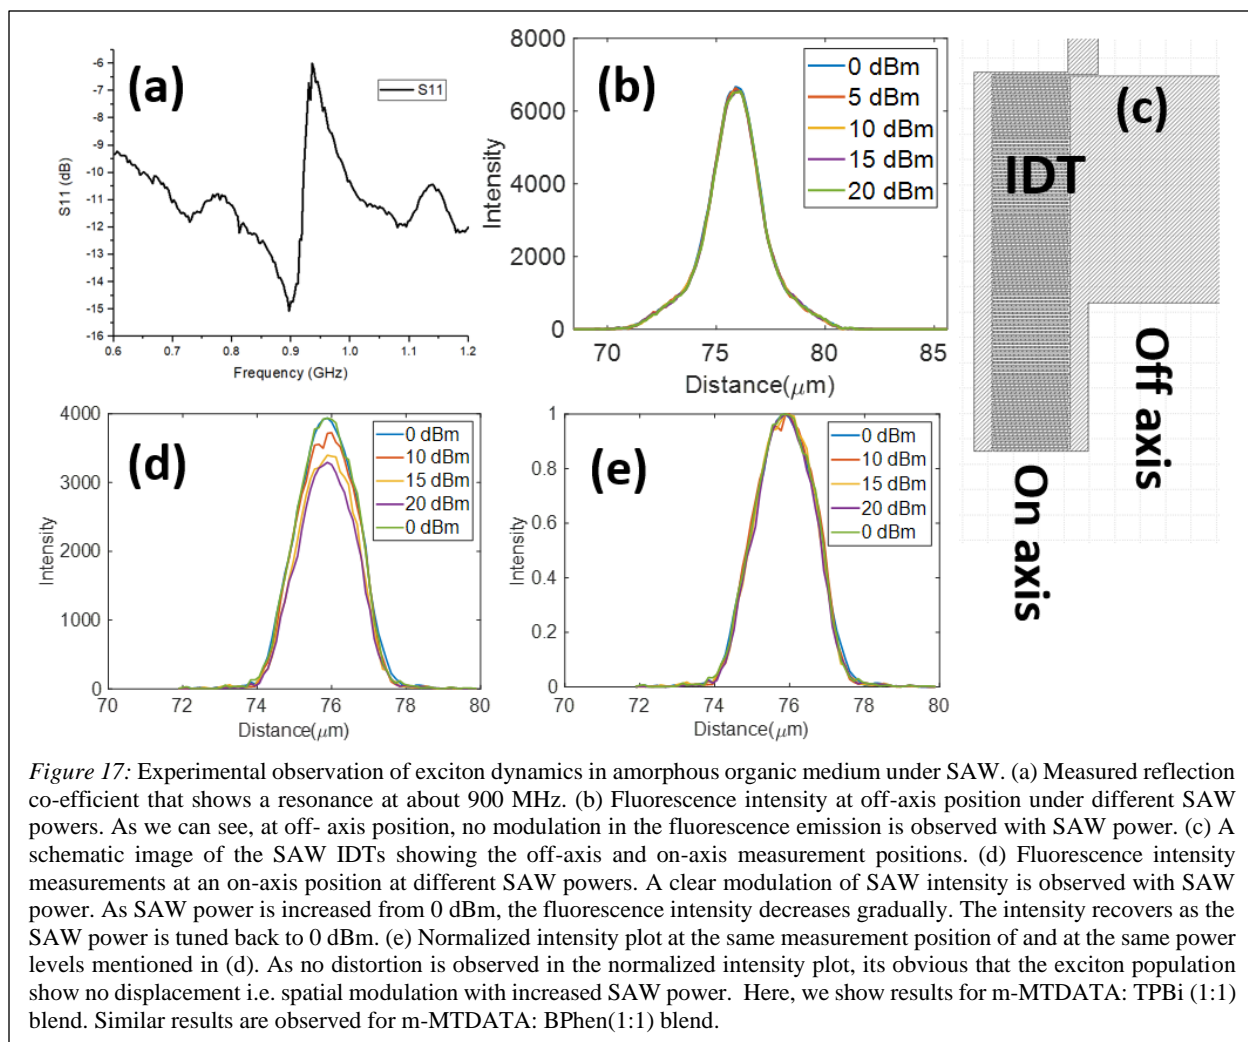 (a)
S11
-6
-7
-8
-9
-10
-11
-12
-13
-14
-15
-16
S11 (dB)
0.6
0.7
0.8
0.9
1.0
1.1
1.2
Frequency (GHz)
(b)
8000
6000
4000
2000
0
Intensity
0 dBm
5 dBm
10 dBm
15 dBm
20 dBm
70
75
80
85
Distance(μm)
(c)
IDT
Off axis
On axis
(d)
4000
3000
2000
1000
0
Intensity
0 dBm
10 dBm
15 dBm
20 dBm
0 dBm
70
72
74
76
78
80
Distance(μm)
(e)
1
0.8
0.6
0.4
0.2
0
Intensity
0 dBm
10 dBm
15 dBm
20 dBm
0 dBm
70
72
74
76
78
80
Distance(μm)
Figure 17: Experimental observation of exciton dynamics in amorphous organic medium under SAW. (a) Measured reflection
co-efficient that shows a resonance at about 900 MHz. (b) Fluorescence intensity at off-axis position under different SAW
powers. As we can see, at off- axis position, no modulation in the fluorescence emission is observed with SAW power. (c) A
schematic image of the SAW IDTs showing the off-axis and on-axis measurement positions. (d) Fluorescence intensity
measurements at an on-axis position at different SAW powers. A clear modulation of SAW intensity is observed with SAW
power. As SAW power is increased from 0 dBm, the fluorescence intensity decreases gradually. The intensity recovers as the
SAW power is tuned back to 0 dBm. (e) Normalized intensity plot at the same measurement position of and at the same power
levels mentioned in (d). As no distortion is observed in the normalized intensity plot, its obvious that the exciton population
show no displacement i.e. spatial modulation with increased SAW power. Here, we show results for m-MTDATA: TPBi (1:1)
blend. Similar results are observed for m-MTDATA: BPhen(1:1) blend.